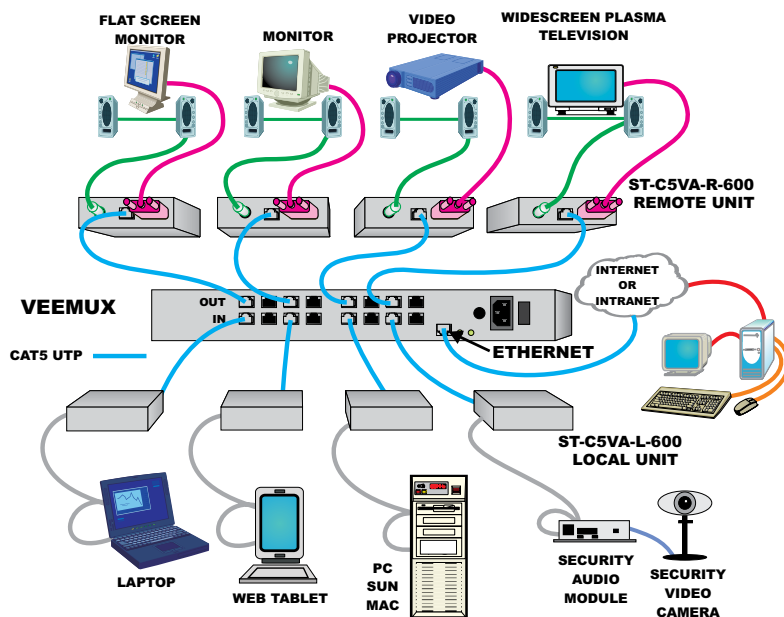 FLAT SCREEN
MONITOR
MONITOR
VIDEO
PROJECTOR
WIDESCREEN PLASMA
TELEVISION
ST-C5VA-R-600
REMOTE UNIT
INTERNET
OR
INTRANET
VEEMUX
OUT
IN
ETHERNET
CAT5 UTP
ST-C5VA-L-600
LOCAL UNIT
LAPTOP
WEB TABLET
PC
SUN
MAC
SECURITY
AUDIO
MODULE
SECURITY
VIDEO
CAMERA